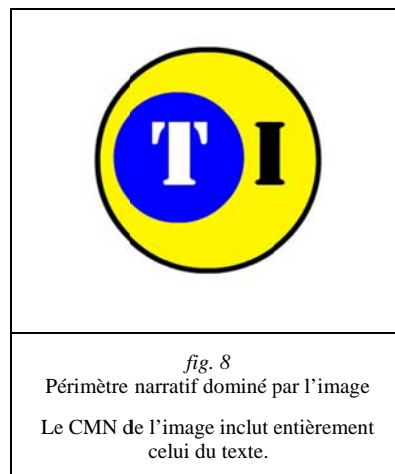 T I
fig. 8
Périmètre narratif dominé par l’image
Le CMN de l’image inclut entièrement
celui du texte.